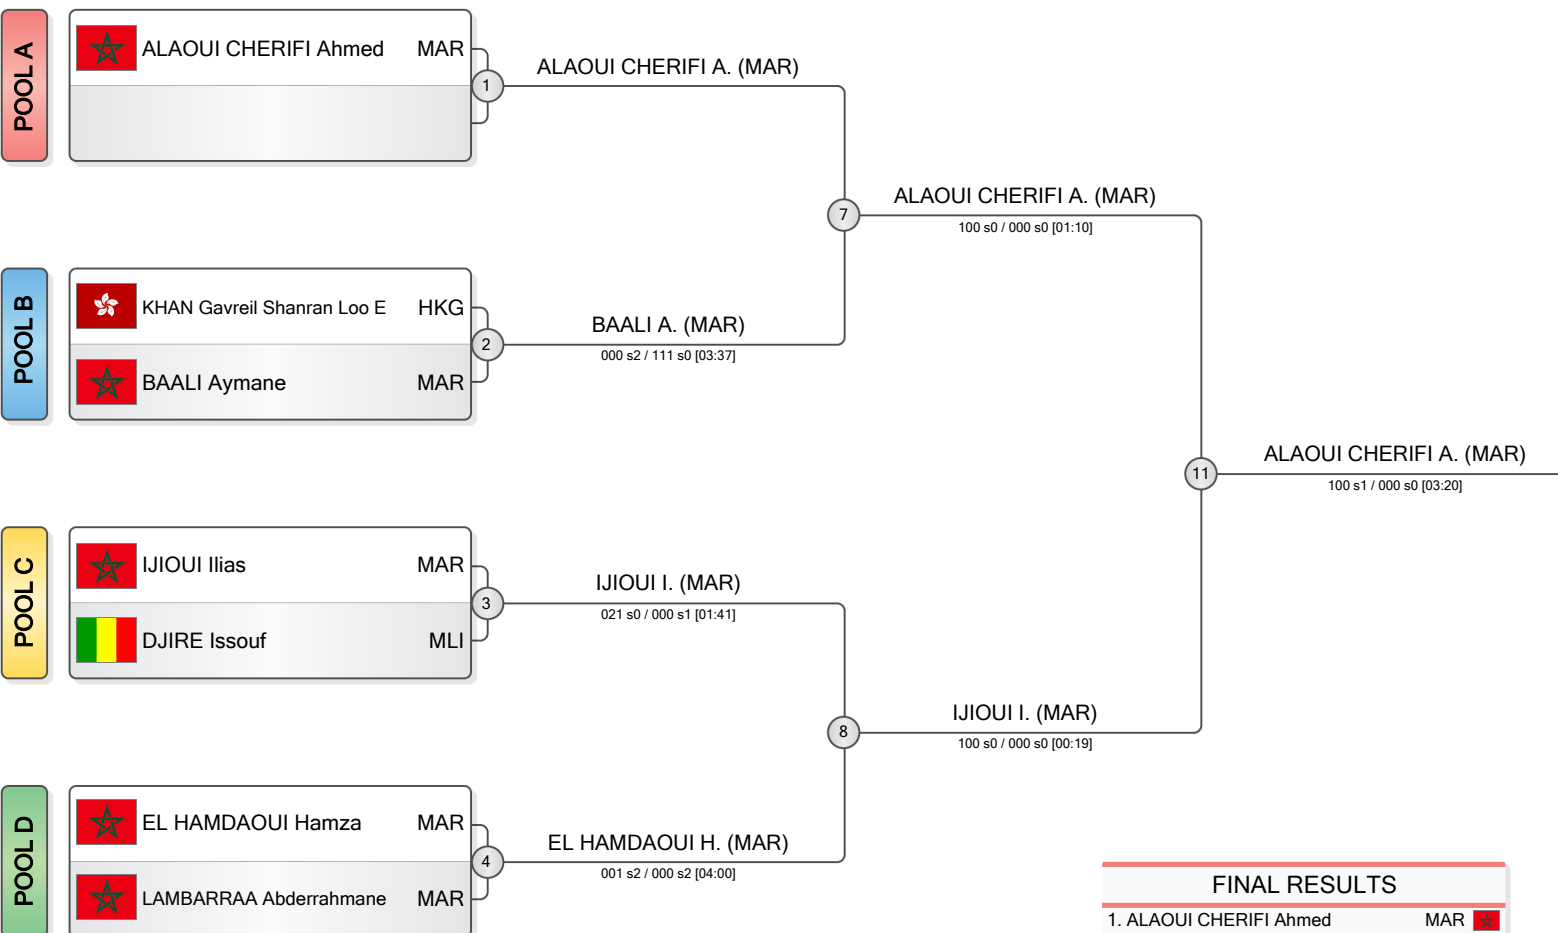 POOL A
ALAOUI CHERIFI Ahmed MAR
1
ALAOUI CHERIFI A. (MAR)
7
ALAOUI CHERIFI A. (MAR)
100 s0 / 000 s0 [01:10]
POOL B
KHAN Gavreil Shanran Loo E HKG
BAALI Aymane MAR
2
BAALI A. (MAR)
000 s2 / 111 s0 [03:37]
11
ALAOUI CHERIFI A. (MAR)
100 s1 / 000 s0 [03:20]
POOL C
IJIOUI Ilias MAR
DJIRE Issouf MLI
3
IJIOUI I. (MAR)
021 s0 / 000 s1 [01:41]
8
IJIOUI I. (MAR)
100 s0 / 000 s0 [00:19]
POOL D
EL HAMDAOUI Hamza MAR
LAMBARRAA Abderrahmane MAR
4
EL HAMDAOUI H. (MAR)
001 s2 / 000 s2 [04:00]
FINAL RESULTS
1. ALAOUI CHERIFI Ahmed MAR